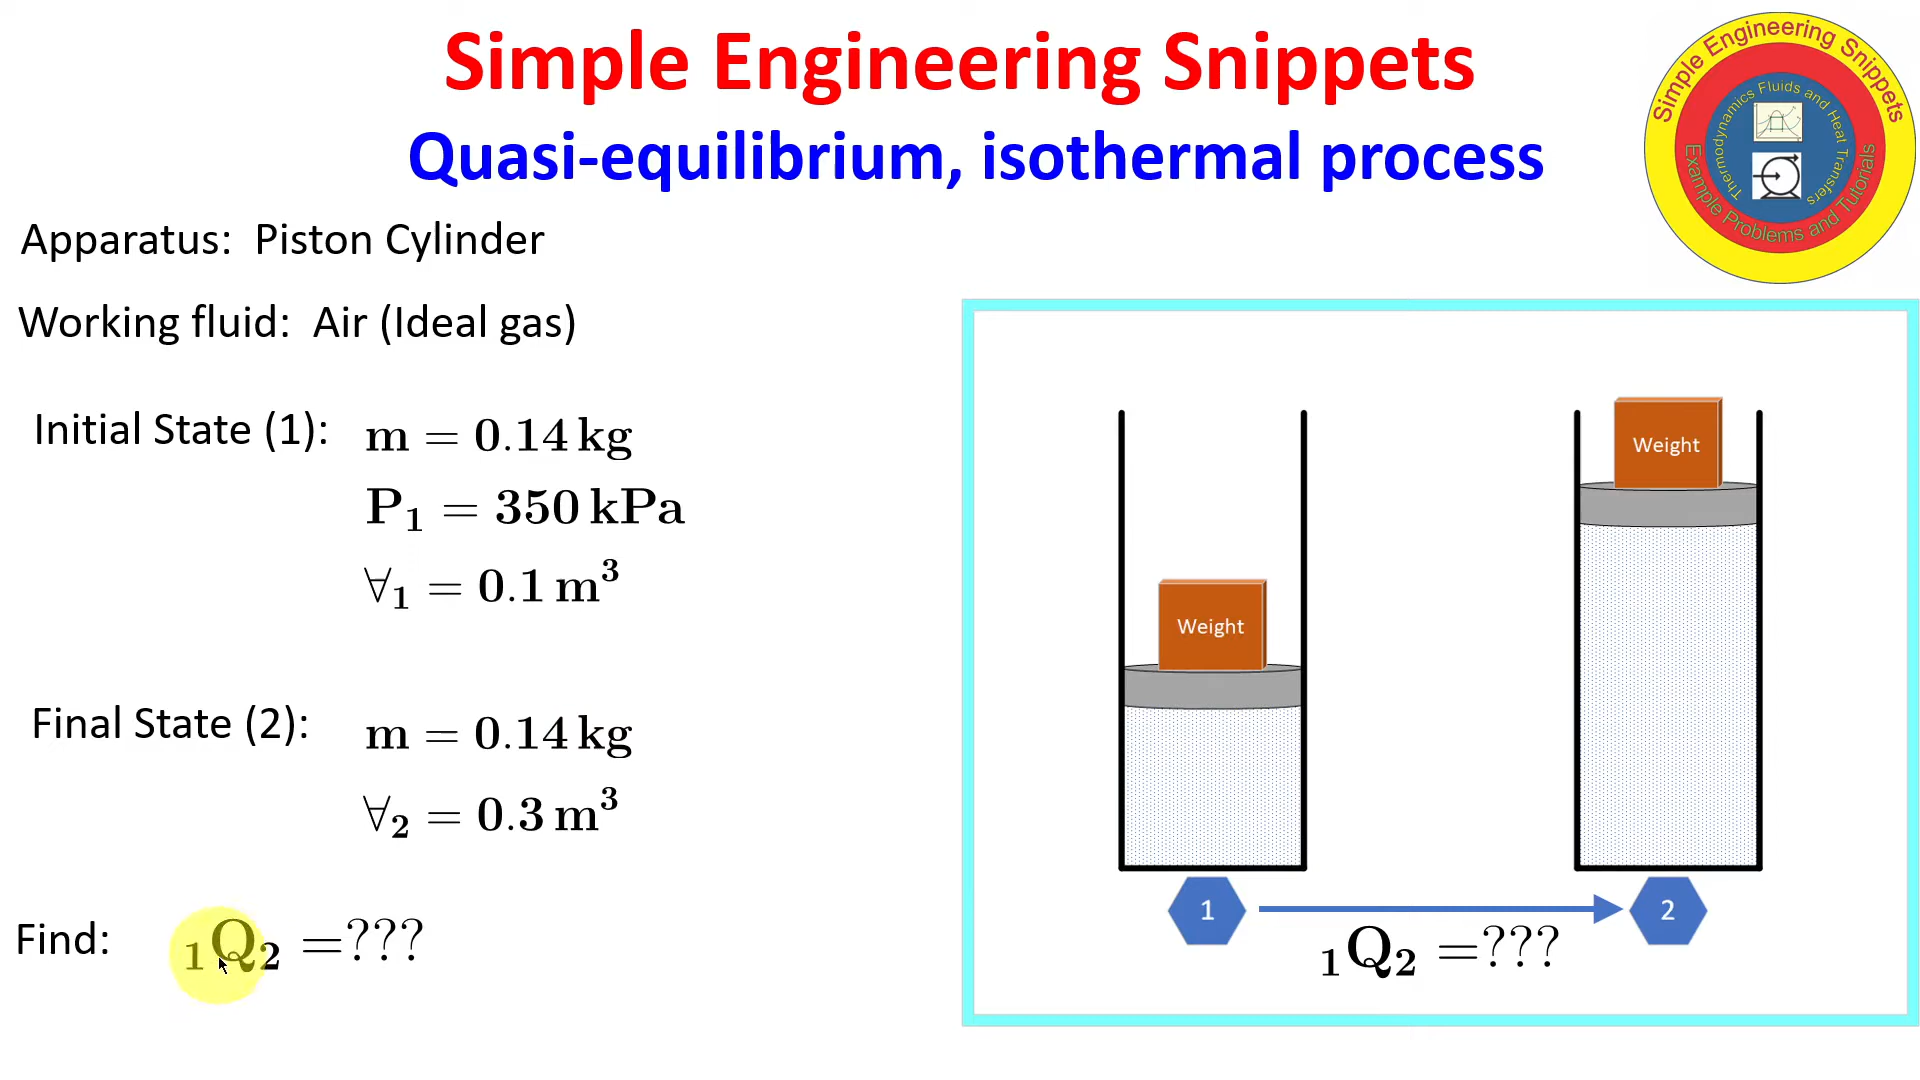 Simple Engineering Snippets
Quasi-equilibrium, isothermal process
Simple Engineering Snippets
Thermodynamics Fluids and Heat Transfers
Example Problems and Tutorials
Apparatus: Piston Cylinder
Working fluid: Air (Ideal gas)
Initial State (1): m = 0.14 kg
P₁ = 350 kPa
∀₁ = 0.1 m³
Final State (2): m = 0.14 kg
∀₂ = 0.3 m³
Find: ₁Q₂ =???
Weight
Weight
1
2
₁Q₂ =???